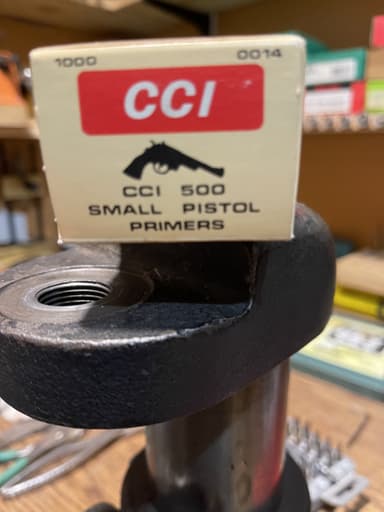 1000 0014
CCI
CCI 500
SMALL PISTOL
PRIMERS